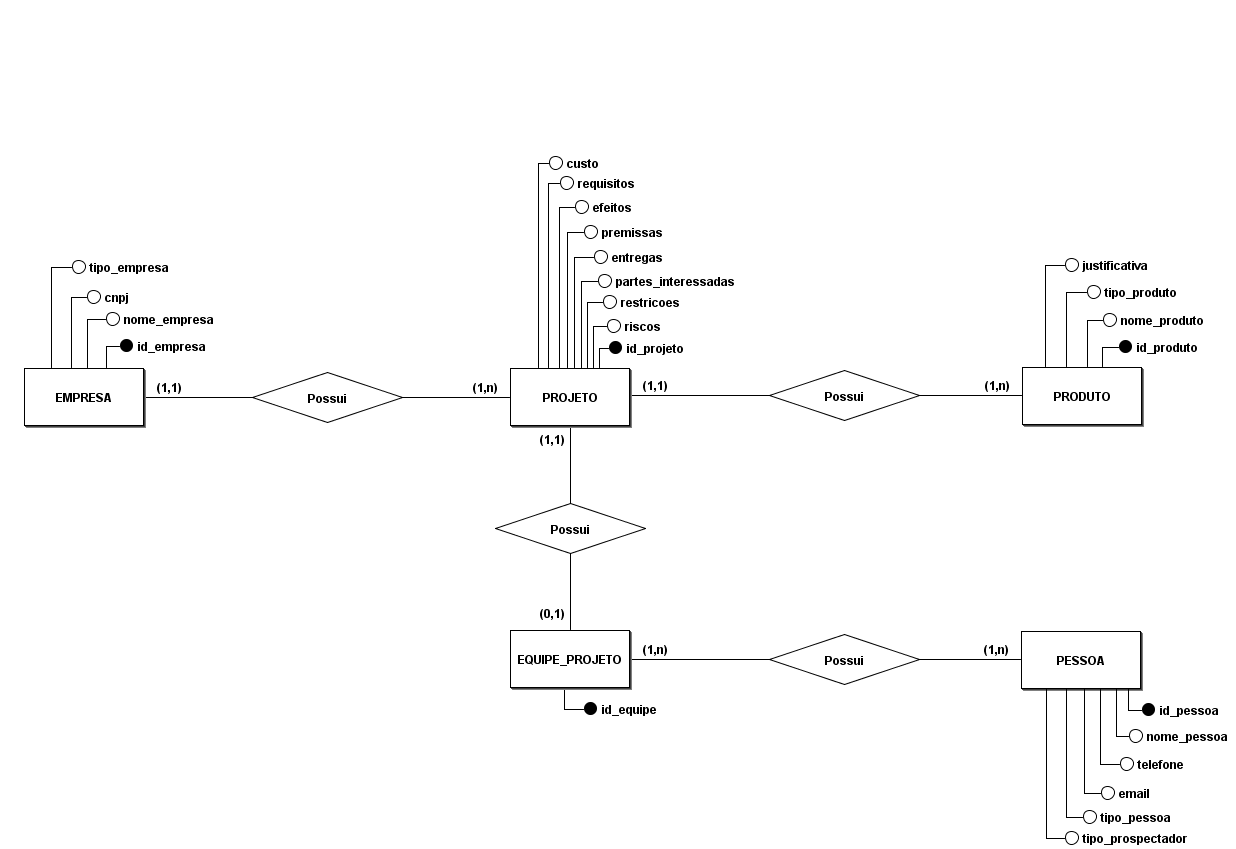 custo
requisitos
efeitos
premissas
entregas
partes_interessadas
restricoes
riscos
id_projeto
tipo_empresa
cnpj
nome_empresa
id_empresa
justificativa
tipo_produto
nome_produto
id_produto
EMPRESA
(1,1)
Possui
(1,n)
PROJETO
(1,1)
Possui
(1,n)
PRODUTO
(1,1)
Possui
(0,1)
EQUIPE_PROJETO
(1,n)
Possui
(1,n)
PESSOA
id_equipe
id_pessoa
nome_pessoa
telefone
email
tipo_pessoa
tipo_prospectador